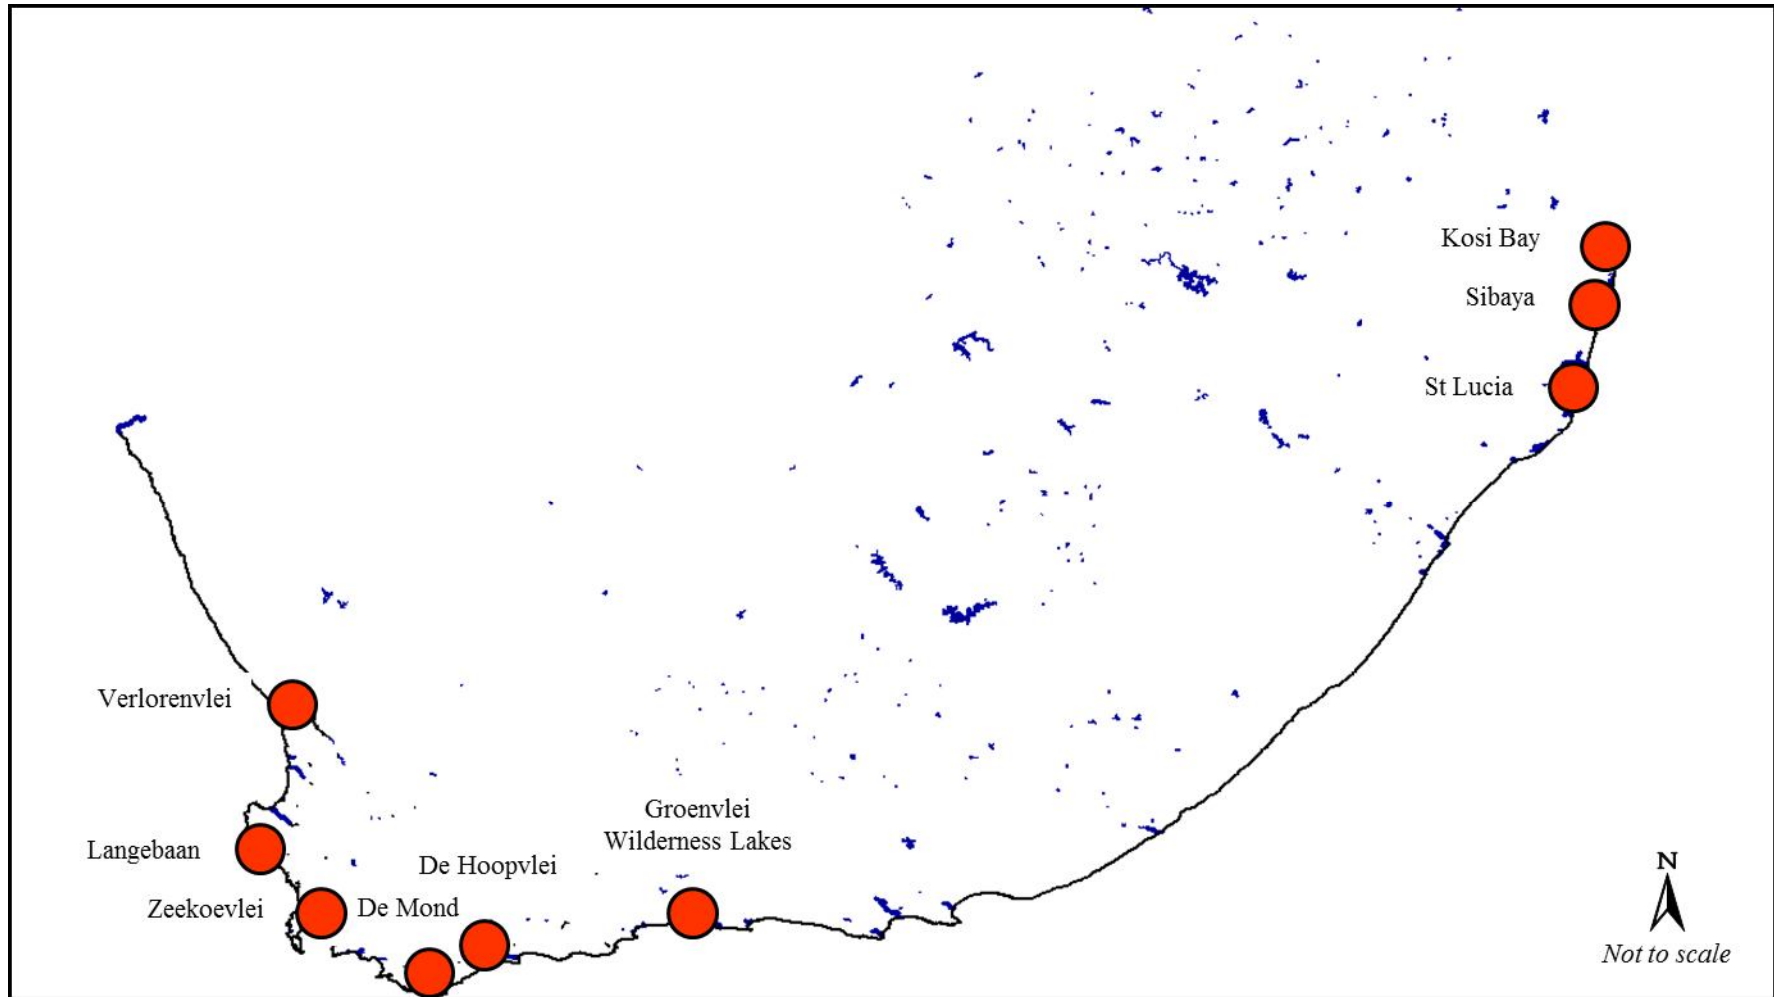 Kosi Bay
Sibaya
St Lucia
Verlorenvlei
Groenvlei
Wilderness Lakes
Langebaan
De Hoopvlei
Zeekoevlei
De Mond
N
Not to scale